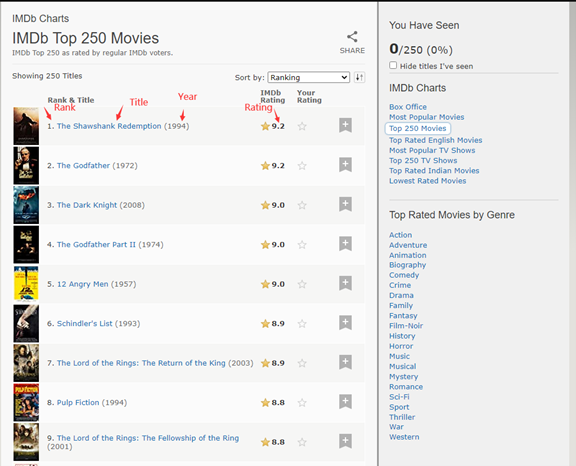 IMDb Charts
IMDb Top 250 Movies
IMDb Top 250 as rated by regular IMDb voters.
SHARE
Showing 250 Titles
Sort by: Ranking
Rank & Title
IMDb Rating
Your Rating
Rank
Title
Year
Rating
1. The Shawshank Redemption (1994) 9.2
2. The Godfather (1972) 9.2
3. The Dark Knight (2008) 9.0
4. The Godfather Part II (1974) 9.0
5. 12 Angry Men (1957) 9.0
6. Schindler's List (1993) 8.9
7. The Lord of the Rings: The Return of the King (2003) 8.9
8. Pulp Fiction (1994) 8.8
9. The Lord of the Rings: The Fellowship of the Ring
(2001) 8.8
You Have Seen
0/250 (0%)
Hide titles I've seen
IMDb Charts
Box Office
Most Popular Movies
Top 250 Movies
Top Rated English Movies
Most Popular TV Shows
Top 250 TV Shows
Top Rated Indian Movies
Lowest Rated Movies
Top Rated Movies by Genre
Action
Adventure
Animation
Biography
Comedy
Crime
Drama
Family
Fantasy
Film-Noir
History
Horror
Music
Musical
Mystery
Romance
Sci-Fi
Sport
Thriller
War
Western